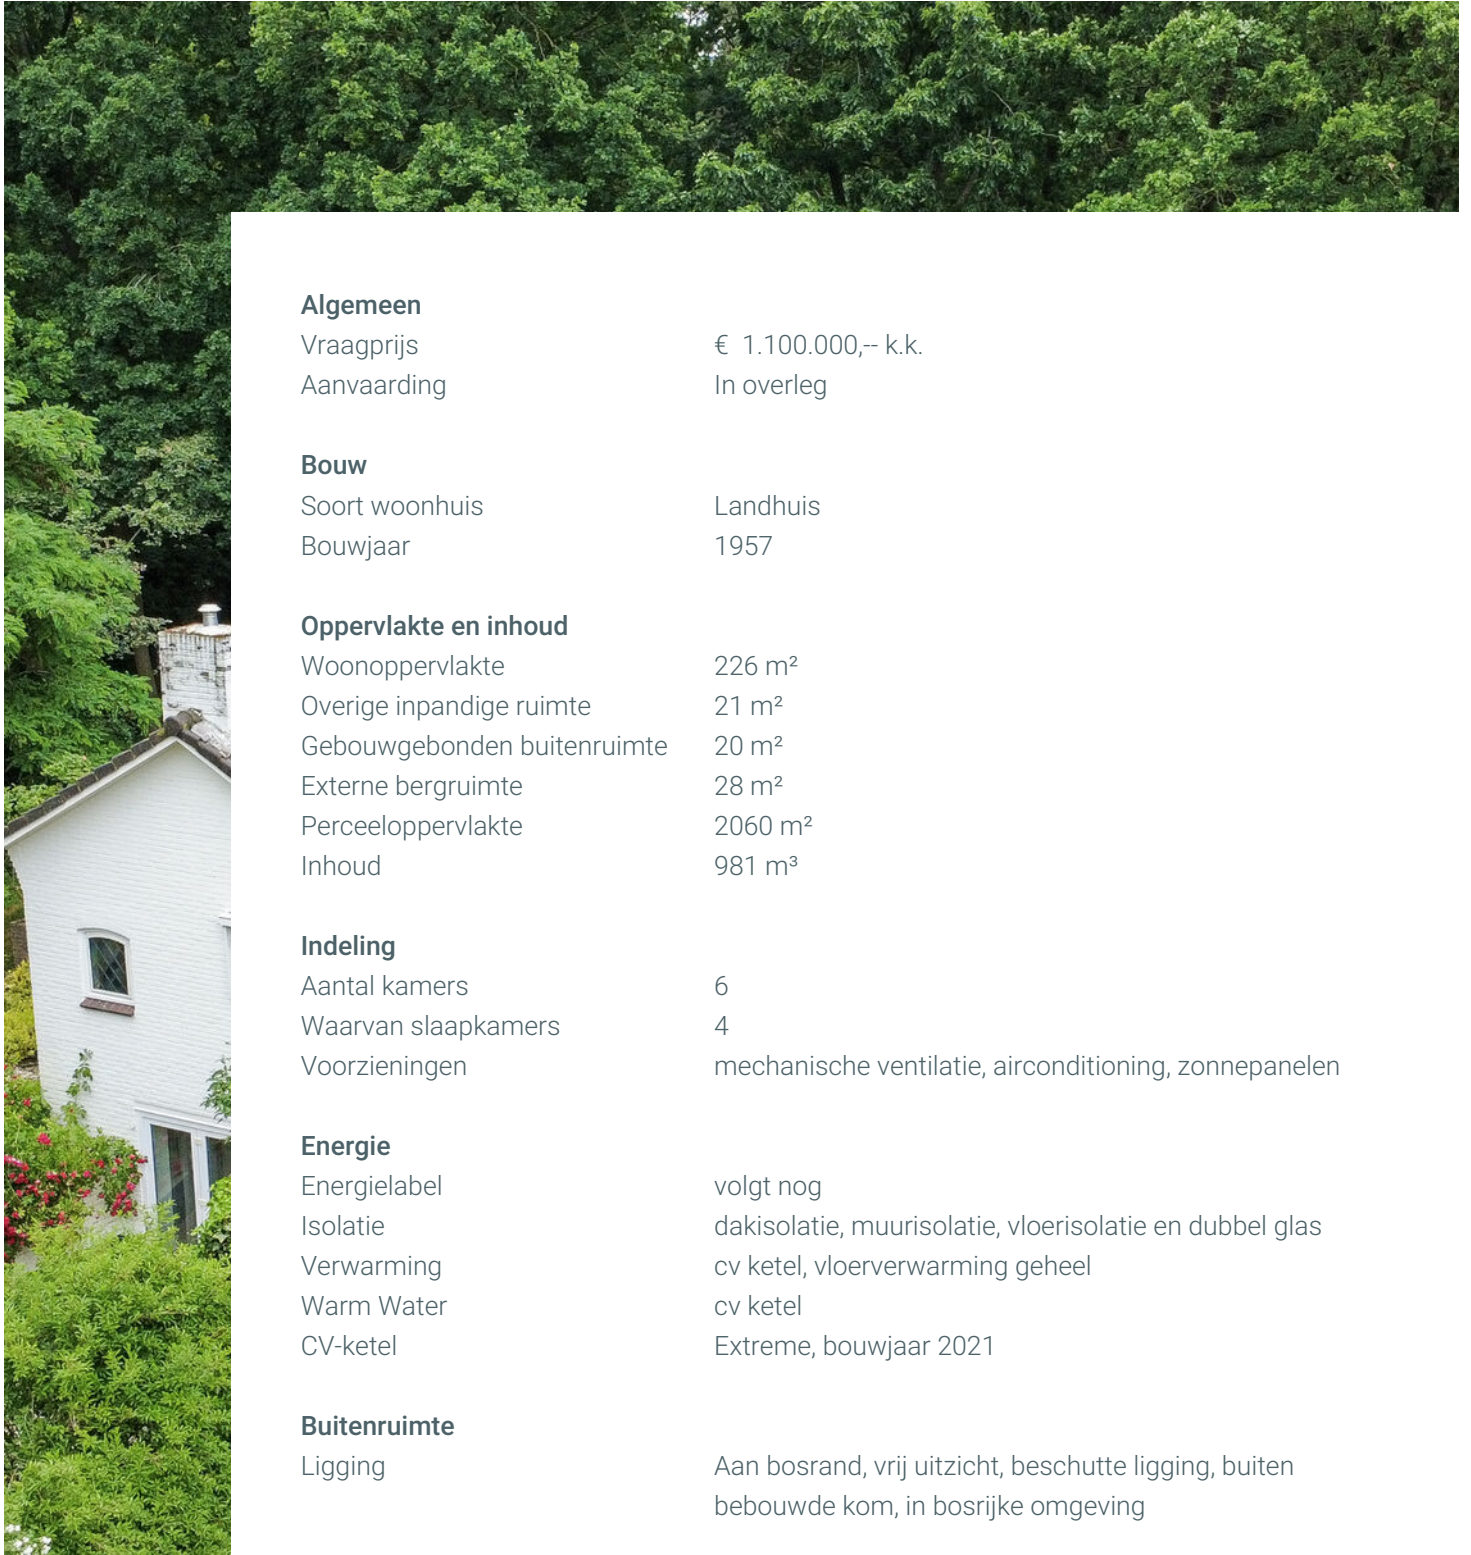 Algemeen
Vraagprijs € 1.100.000,-- k.k.
Aanvaarding In overleg
Bouw
Soort woonhuis Landhuis
Bouwjaar 1957
Oppervlakte en inhoud
Woonoppervlakte 226 m²
Overige inpandige ruimte 21 m²
Gebouwgebonden buitenruimte 20 m²
Externe bergruimte 28 m²
Perceeloppervlakte 2060 m²
Inhoud 981 m³
Indeling
Aantal kamers 6
Waarvan slaapkamers 4
Voorzieningen mechanische ventilatie, airconditioning, zonnepanelen
Energie
Energielabel volgt nog
Isolatie dakisolatie, muurisolatie, vloerisolatie en dubbel glas
Verwarming cv ketel, vloerverwarming geheel
Warm Water cv ketel
CV-ketel Extreme, bouwjaar 2021
Buitenruimte
Ligging Aan bosrand, vrij uitzicht, beschutte ligging, buiten
bebouwde kom, in bosrijke omgeving